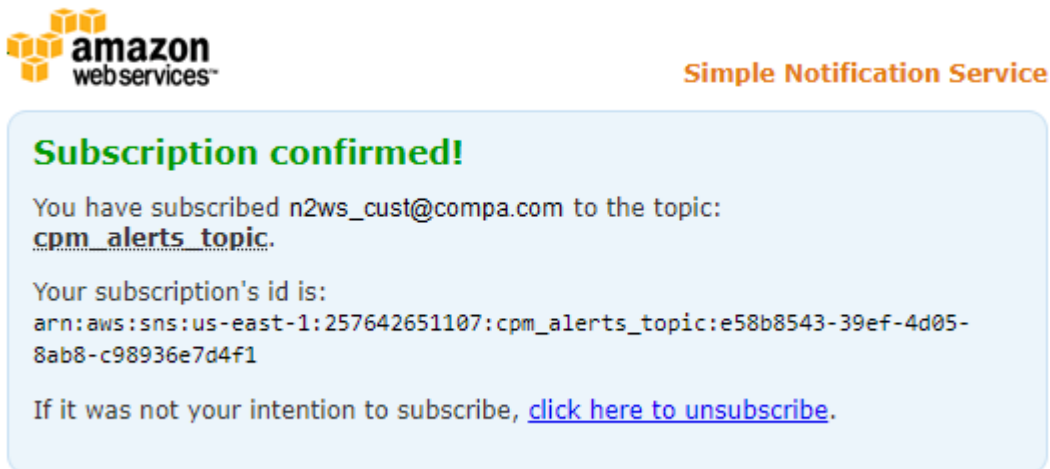 amazon
webservices™
Simple Notification Service
Subscription confirmed!
You have subscribed n2ws_cust@compa.com to the topic:
cpm_alerts_topic.
Your subscription's id is:
arn:aws:sns:us-east-1:257642651107:cpm_alerts_topic:e58b8543-39ef-4d05-
8ab8-c98936e7d4f1
If it was not your intention to subscribe, click here to unsubscribe.